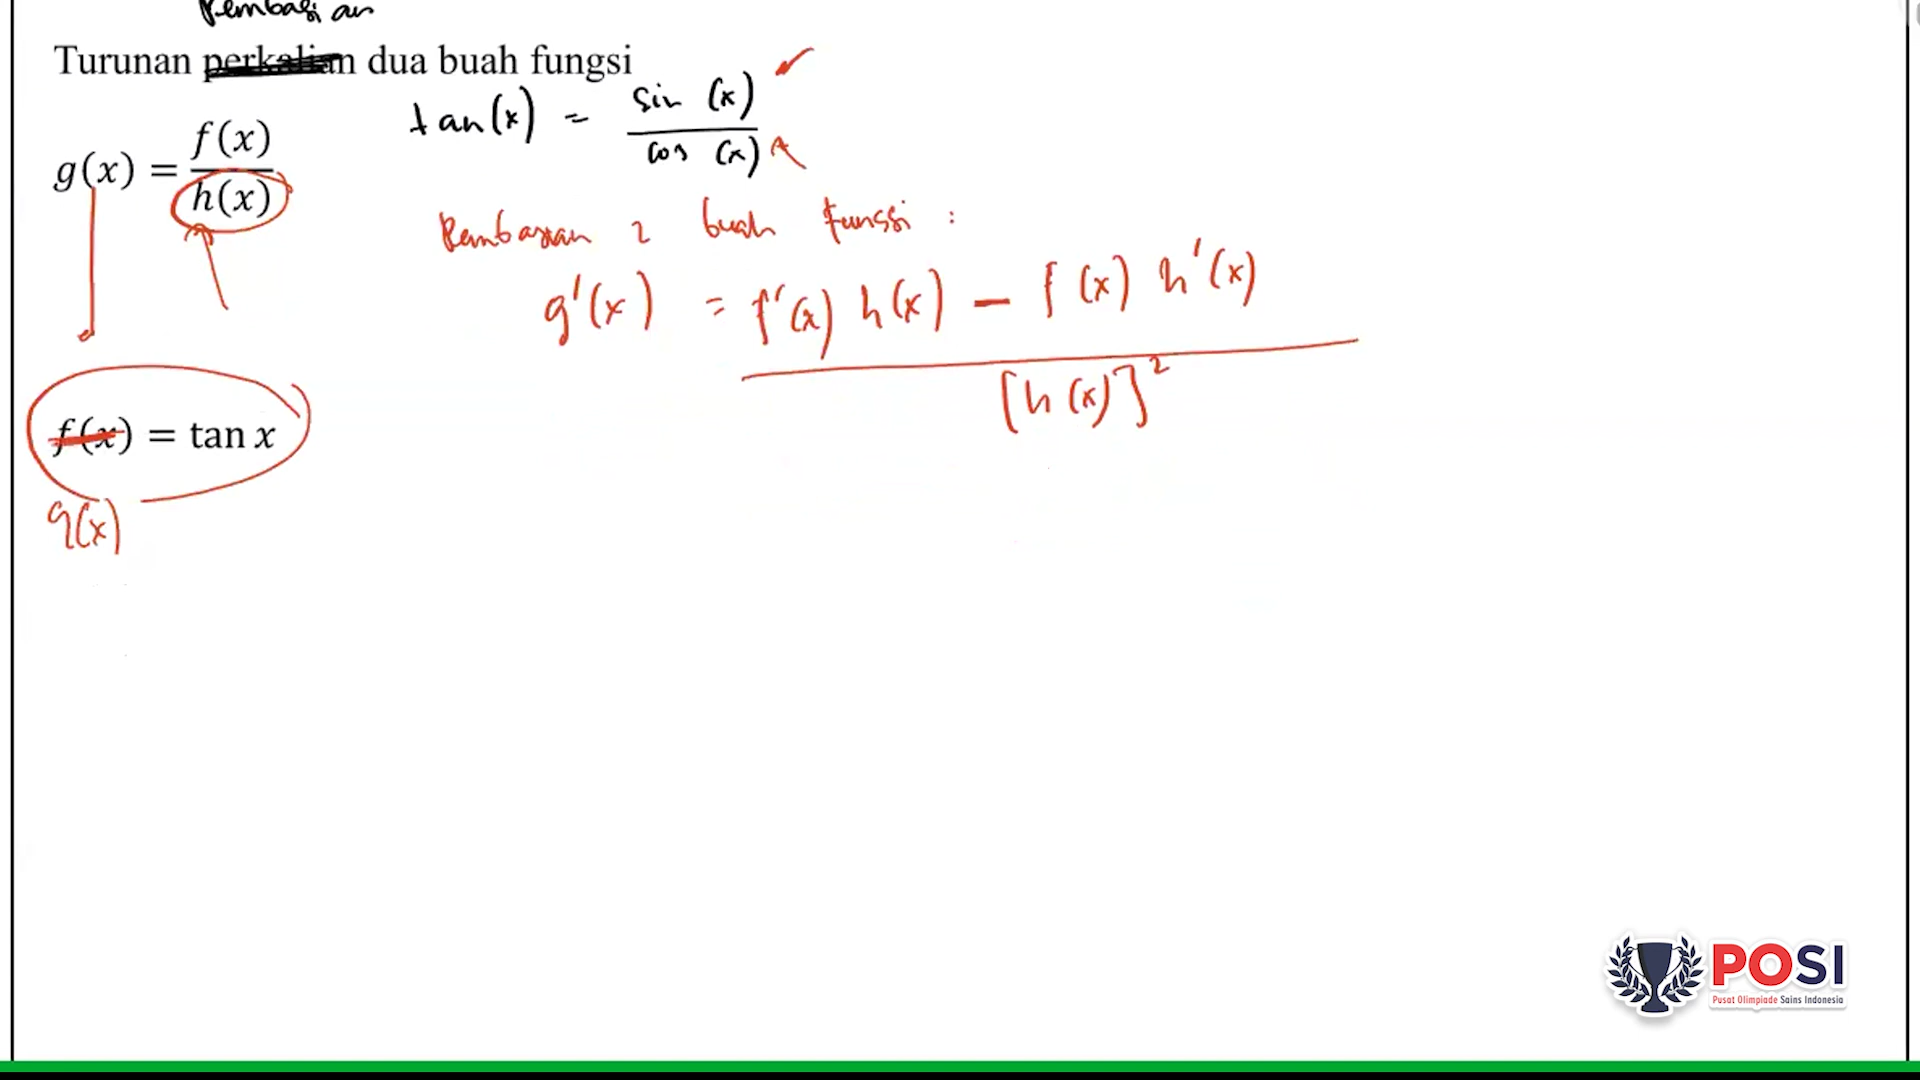 Pembagian
Turunan perkalian dua buah fungsi
tan(x) = sin (x) / cos (x)
g(x) = f(x) / h(x)
Pembagian 2 buah fungsi :
g'(x) = f'(x) h(x) - f(x) h'(x) / [h(x)]²
f(x) = tan x
g(x)
POSI
Pusat Olimpiade Sains Indonesia